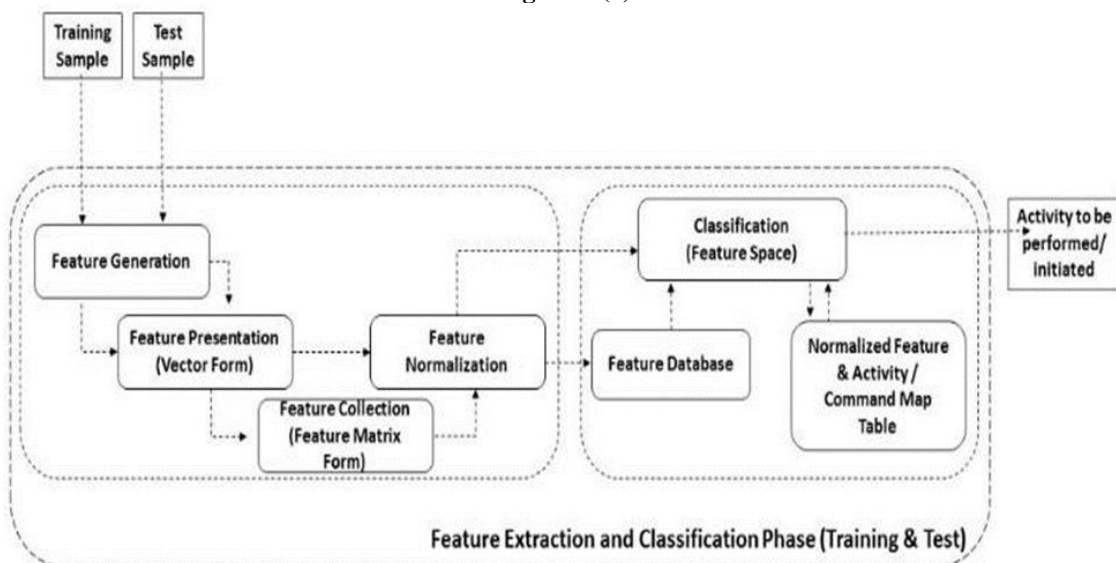 Training
Sample
Test
Sample
Feature Generation
Feature Presentation
(Vector Form)
Feature Collection
(Feature Matrix
Form)
Feature
Normalization
Classification
(Feature Space)
Feature Database
Normalized Feature
& Activity /
Command Map
Table
Activity to be
performed/
initiated
Feature Extraction and Classification Phase (Training & Test)